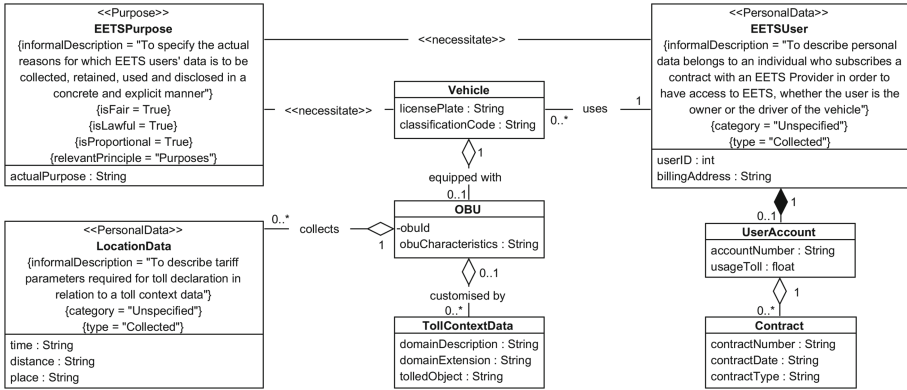 <<Purpose>>
EETSPurpose
{informalDescription = "To specify the actual
reasons for which EETS users' data is to be
collected, retained, used and disclosed in a
concrete and explicit manner"}
{isFair = True}
{isLawful = True}
{isProportional = True}
{relevantPrinciple = "Purposes"}
actualPurpose : String
<<necessitate>>
<<necessitate>>
Vehicle
licensePlate : String
classificationCode : String
0..*
uses
1
<<PersonalData>>
EETSUser
{informalDescription = "To describe personal
data belongs to an individual who subscribes a
contract with an EETS Provider in order to
have access to EETS, whether the user is the
owner or the driver of the vehicle"}
{category = "Unspecified"}
{type = "Collected"}
userID : int
billingAddress : String
1
equipped with
0..1
OBU
-obuId
obuCharacteristics : String
0..*
collects
1
<<PersonalData>>
LocationData
{informalDescription = "To describe tariff
parameters required for toll declaration in
relation to a toll context data"}
{category = "Unspecified"}
{type = "Collected"}
time : String
distance : String
place : String
0..1
customised by
0..*
TollContextData
domainDescription : String
domainExtension : String
tolledObject : String
1
0..1
UserAccount
accountNumber : String
usageToll : float
1
0..*
Contract
contractNumber : String
contractDate : String
contractType : String